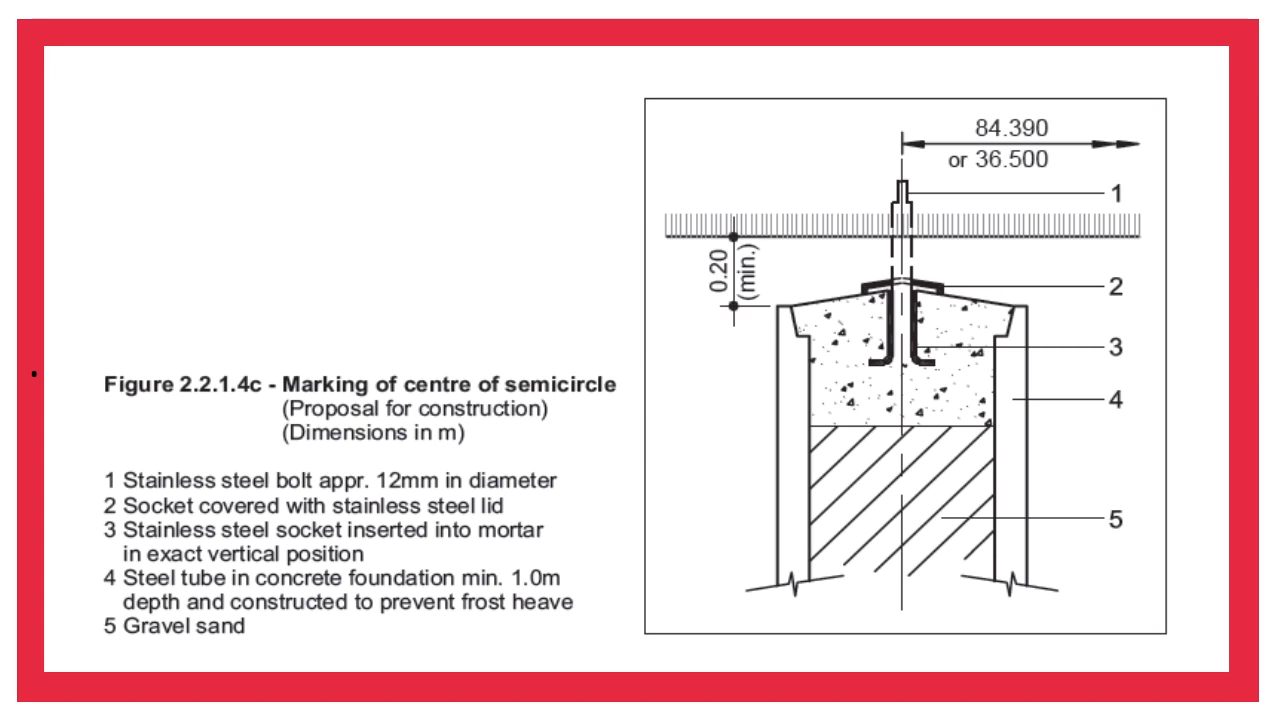 Figure 2.2.1.4c - Marking of centre of semicircle
(Proposal for construction)
(Dimensions in m)
1 Stainless steel bolt appr. 12mm in diameter
2 Socket covered with stainless steel lid
3 Stainless steel socket inserted into mortar
in exact vertical position
4 Steel tube in concrete foundation min. 1.0m
depth and constructed to prevent frost heave
5 Gravel sand
84.390
or 36.500
1
0.20
(min.)
2
3
4
5